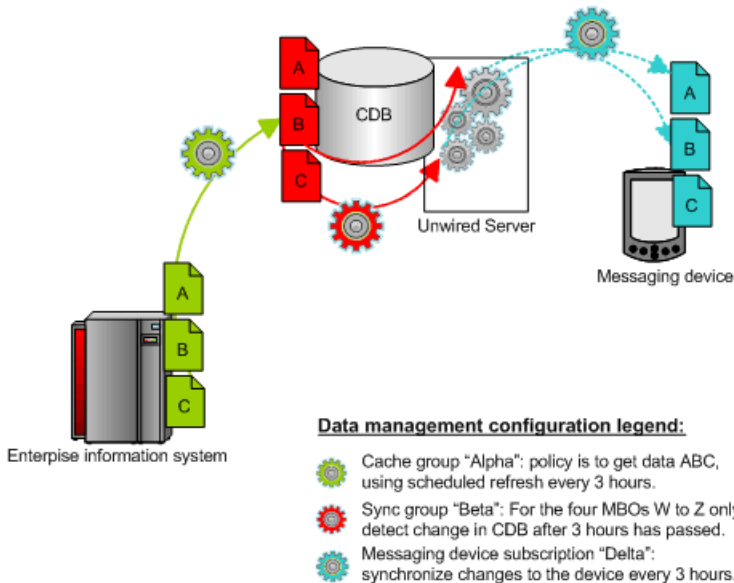 A
B
C
CDB
Unwired Server
A
B
C
Messaging device
A
B
C
Enterpise information system
Data management configuration legend:
Cache group “Alpha”: policy is to get data ABC,
using scheduled refresh every 3 hours.
Sync group “Beta”: For the four MBOs W to Z only
detect change in CDB after 3 hours has passed.
Messaging device subscription “Delta”:
synchronize changes to the device every 3 hours